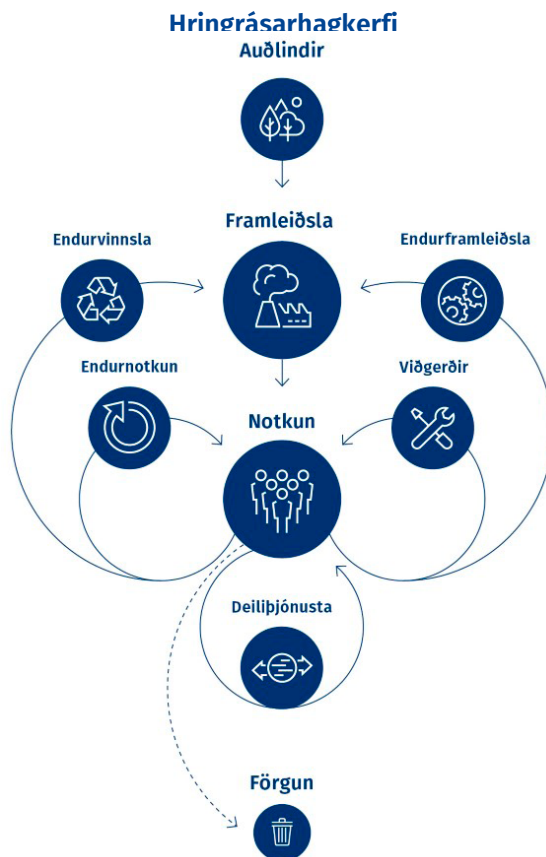 Hringrásarhagkerfi
Auðlindir
Framleiðsla
Endurvinnsla
Endurframleiðsla
Endurnotkun
Viðgerðir
Notkun
Deiliþjónusta
Förgun